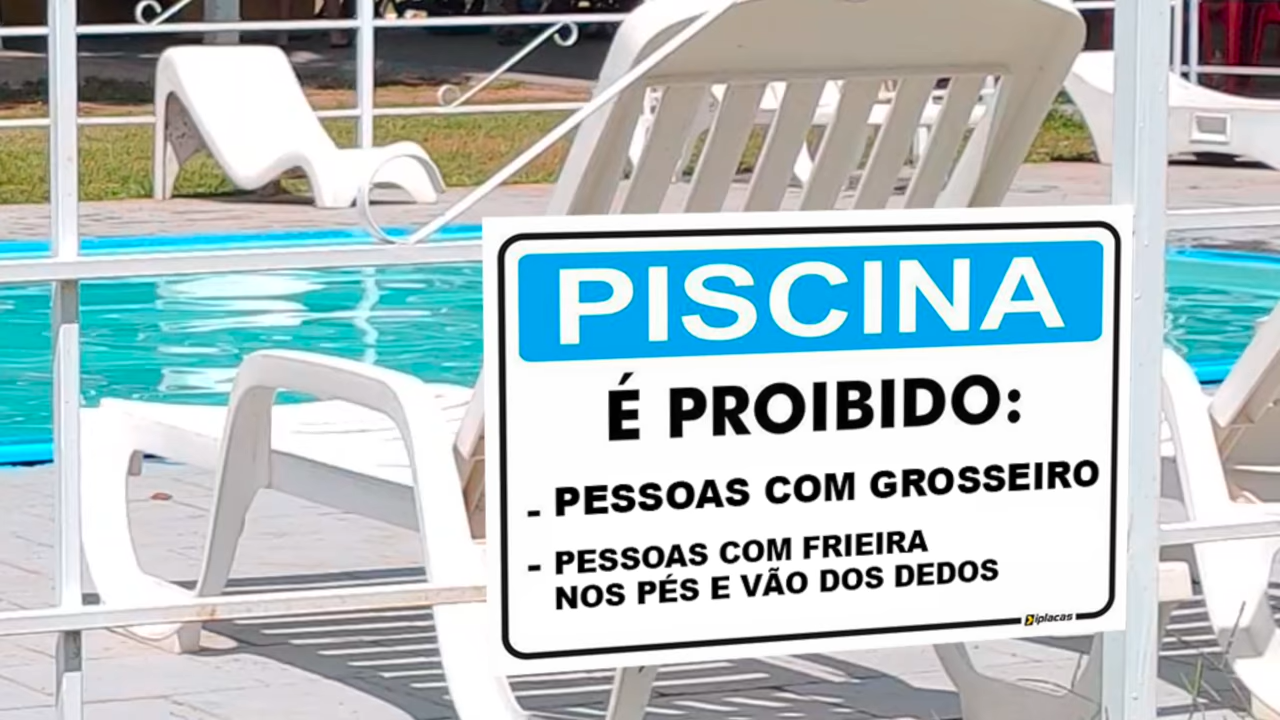 PISCINA
É PROIBIDO:
- PESSOAS COM GROSSEIRO
- PESSOAS COM FRIEIRA
NOS PÉS E VÃO DOS DEDOS
iplacas